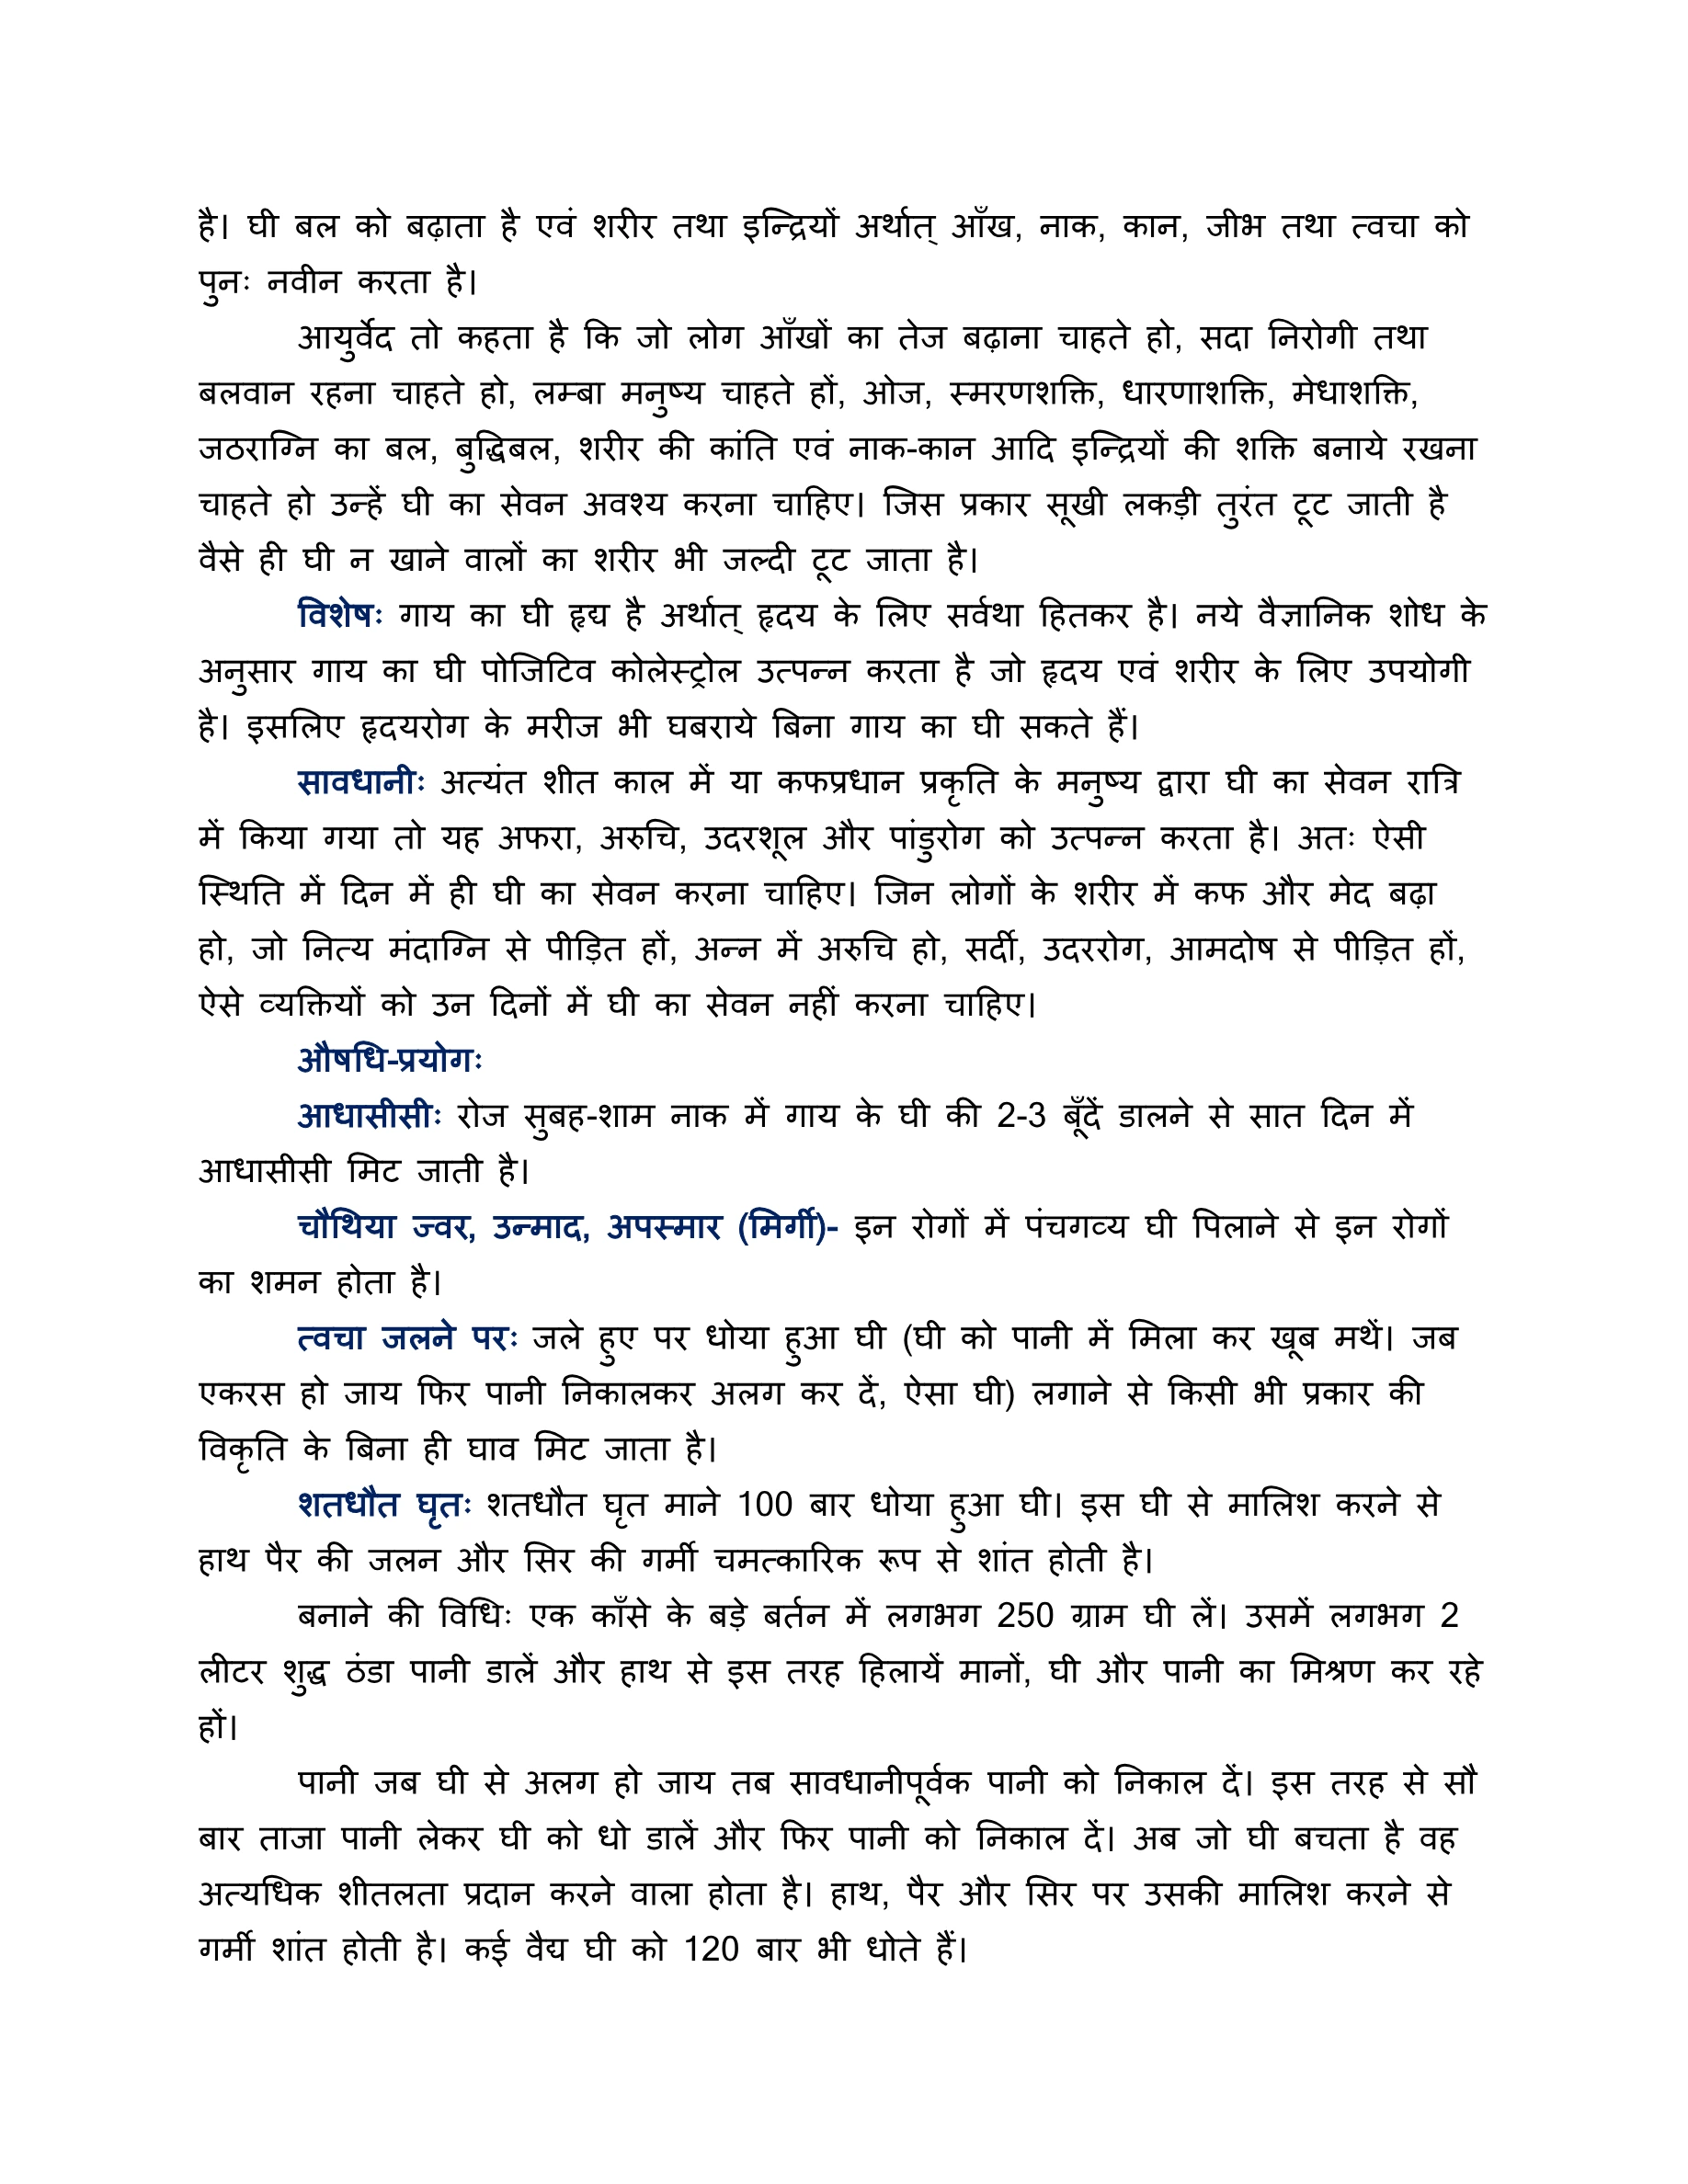 है। घी बल को बढ़ाता है एवं शरीर तथा इन्द्रियों अर्थात् आँख, नाक, कान, जीभ तथा त्वचा को
पुनः नवीन करता है।
आयुर्वेद तो कहता है कि जो लोग आँखों का तेज बढ़ाना चाहते हो, सदा निरोगी तथा
बलवान रहना चाहते हो, लम्बा मनुष्य चाहते हों, ओज, स्मरणशक्ति, धारणाशक्ति, मेधाशक्ति,
जठराग्नि का बल, बुद्धिबल, शरीर की कांति एवं नाक-कान आदि इन्द्रियों की शक्ति बनाये रखना
चाहते हो उन्हें घी का सेवन अवश्य करना चाहिए। जिस प्रकार सूखी लकड़ी तुरंत टूट जाती है
वैसे ही घी न खाने वालों का शरीर भी जल्दी टूट जाता है।
विशेषः गाय का घी हृद्य है अर्थात् हृदय के लिए सर्वथा हितकर है। नये वैज्ञानिक शोध के
अनुसार गाय का घी पोजिटिव कोलेस्ट्रोल उत्पन्न करता है जो हृदय एवं शरीर के लिए उपयोगी
है। इसलिए हृदयरोग के मरीज भी घबराये बिना गाय का घी सकते हैं।
सावधानीः अत्यंत शीत काल में या कफप्रधान प्रकृति के मनुष्य द्वारा घी का सेवन रात्रि
में किया गया तो यह अफरा, अरुचि, उदरशूल और पांडुरोग को उत्पन्न करता है। अतः ऐसी
स्थिति में दिन में ही घी का सेवन करना चाहिए। जिन लोगों के शरीर में कफ और मेद बढ़ा
हो, जो नित्य मंदाग्नि से पीड़ित हों, अन्न में अरुचि हो, सर्दी, उदररोग, आमदोष से पीड़ित हों,
ऐसे व्यक्तियों को उन दिनों में घी का सेवन नहीं करना चाहिए।
औषधि-प्रयोगः
आधासीसीः रोज सुबह-शाम नाक में गाय के घी की 2-3 बूँदें डालने से सात दिन में
आधासीसी मिट जाती है।
चौथिया ज्वर, उन्माद, अपस्मार (मिर्गी)- इन रोगों में पंचगव्य घी पिलाने से इन रोगों
का शमन होता है।
त्वचा जलने परः जले हुए पर धोया हुआ घी (घी को पानी में मिला कर खूब मथें। जब
एकरस हो जाय फिर पानी निकालकर अलग कर दें, ऐसा घी) लगाने से किसी भी प्रकार की
विकृति के बिना ही घाव मिट जाता है।
शतधौत घृतः शतधौत घृत माने 100 बार धोया हुआ घी। इस घी से मालिश करने से
हाथ पैर की जलन और सिर की गर्मी चमत्कारिक रूप से शांत होती है।
बनाने की विधिः एक काँसे के बड़े बर्तन में लगभग 250 ग्राम घी लें। उसमें लगभग 2
लीटर शुद्ध ठंडा पानी डालें और हाथ से इस तरह हिलायें मानों, घी और पानी का मिश्रण कर रहे
हों।
पानी जब घी से अलग हो जाय तब सावधानीपूर्वक पानी को निकाल दें। इस तरह से सौ
बार ताजा पानी लेकर घी को धो डालें और फिर पानी को निकाल दें। अब जो घी बचता है वह
अत्यधिक शीतलता प्रदान करने वाला होता है। हाथ, पैर और सिर पर उसकी मालिश करने से
गर्मी शांत होती है। कई वैद्य घी को 120 बार भी धोते हैं।